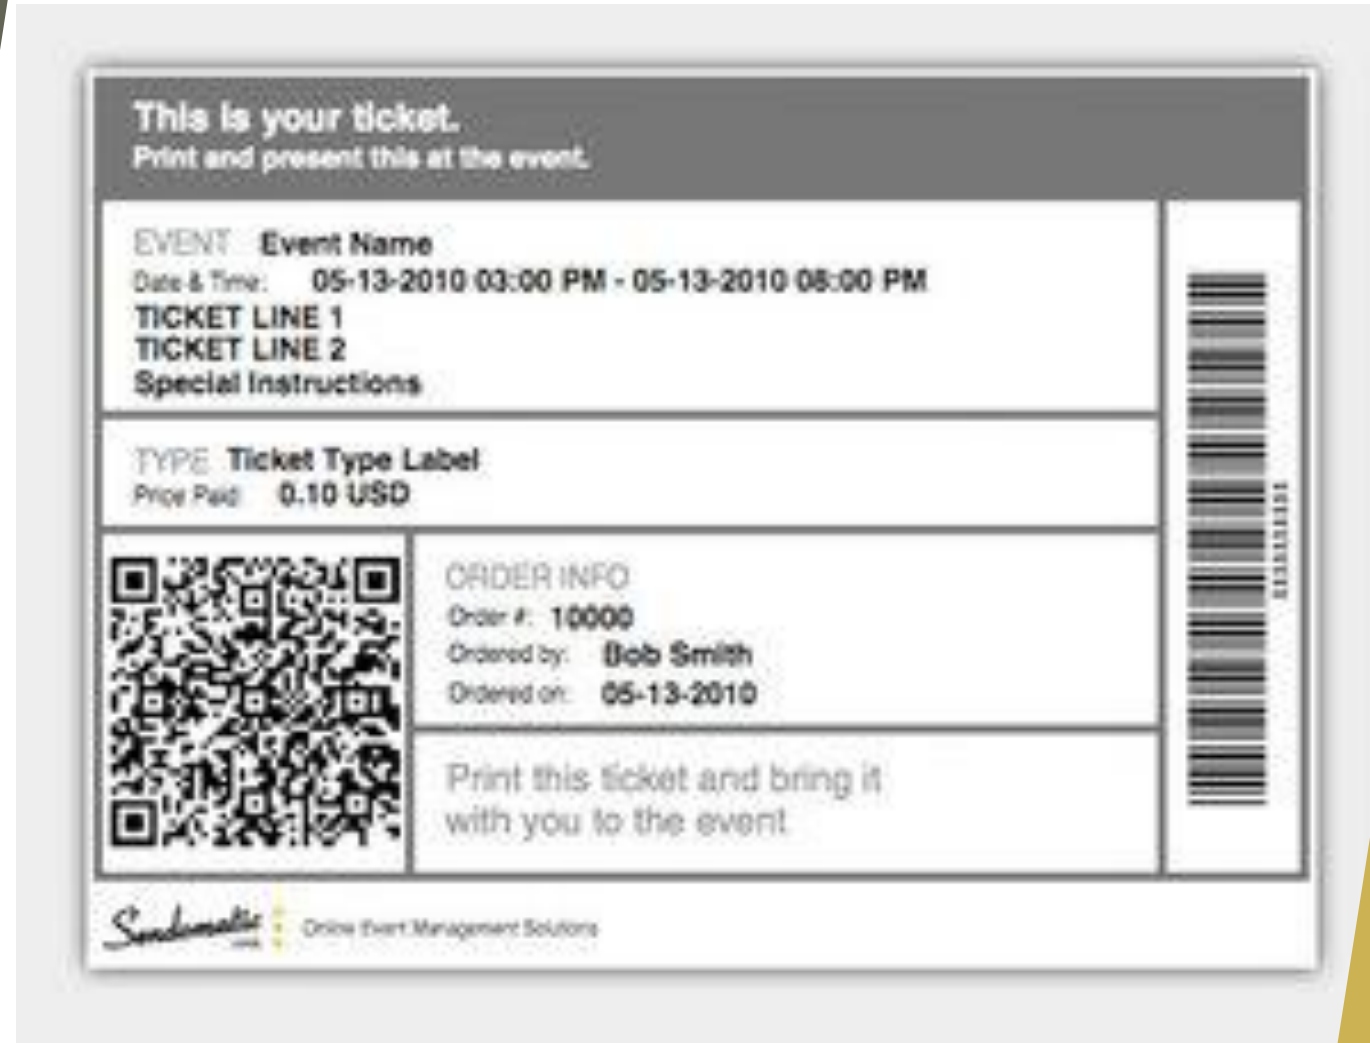 This is your ticket.
Print and present this at the event.
EVENT Event Name
Date & Time: 05-13-2010 03:00 PM - 05-13-2010 08:00 PM
TICKET LINE 1
TICKET LINE 2
Special Instructions
TYPE Ticket Type Label
Price Paid: 0.10 USD
ORDER INFO
Order #: 10000
Ordered by: Bob Smith
Ordered on: 05-13-2010
Print this ticket and bring it
with you to the event
Sendomatic
Online Event Management Solutions